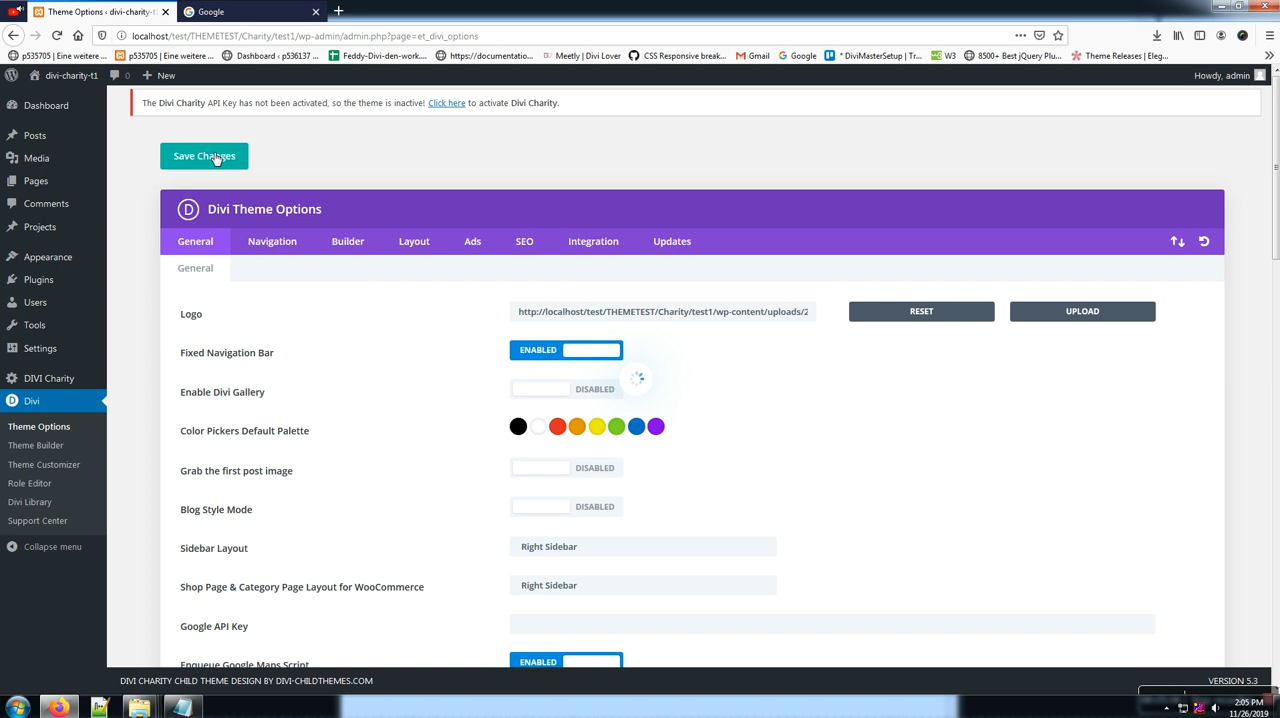 Theme Options ‹ divi-charity-t1
Google
localhost/test/THEMETEST/Charity/test1/wp-admin/admin.php?page=et_divi_options
p535705 | Eine weitere ...
p535705 | Eine weitere ...
Dashboard ‹ p536137 ...
Feddy-Divi-den-work...
https://documentatio...
Meetly | Divi Lover
CSS Responsive break...
Gmail
Google
* DiviMasterSetup | Tr...
W3
8500+ Best jQuery Plu...
Theme Releases | Eleg...
divi-charity-t1
0
New
Howdy, admin
Dashboard
Posts
Media
Pages
Comments
Projects
Appearance
Plugins
Users
Tools
Settings
DIVI Charity
Divi
Theme Options
Theme Builder
Theme Customizer
Role Editor
Divi Library
Support Center
Collapse menu
The Divi Charity API Key has not been activated, so the theme is inactive! Click here to activate Divi Charity.
Save Changes
D Divi Theme Options
General Navigation Builder Layout Ads SEO Integration Updates
General
Logo http://localhost/test/THEMETEST/Charity/test1/wp-content/uploads/2 RESET UPLOAD
Fixed Navigation Bar ENABLED
Enable Divi Gallery DISABLED
Color Pickers Default Palette
Grab the first post image DISABLED
Blog Style Mode DISABLED
Sidebar Layout Right Sidebar
Shop Page & Category Page Layout for WooCommerce Right Sidebar
Google API Key
Enqueue Google Maps Script ENABLED
DIVI CHARITY CHILD THEME DESIGN BY DIVI-CHILDTHEMES.COM VERSION 5.3
2:05 PM
11/26/2019